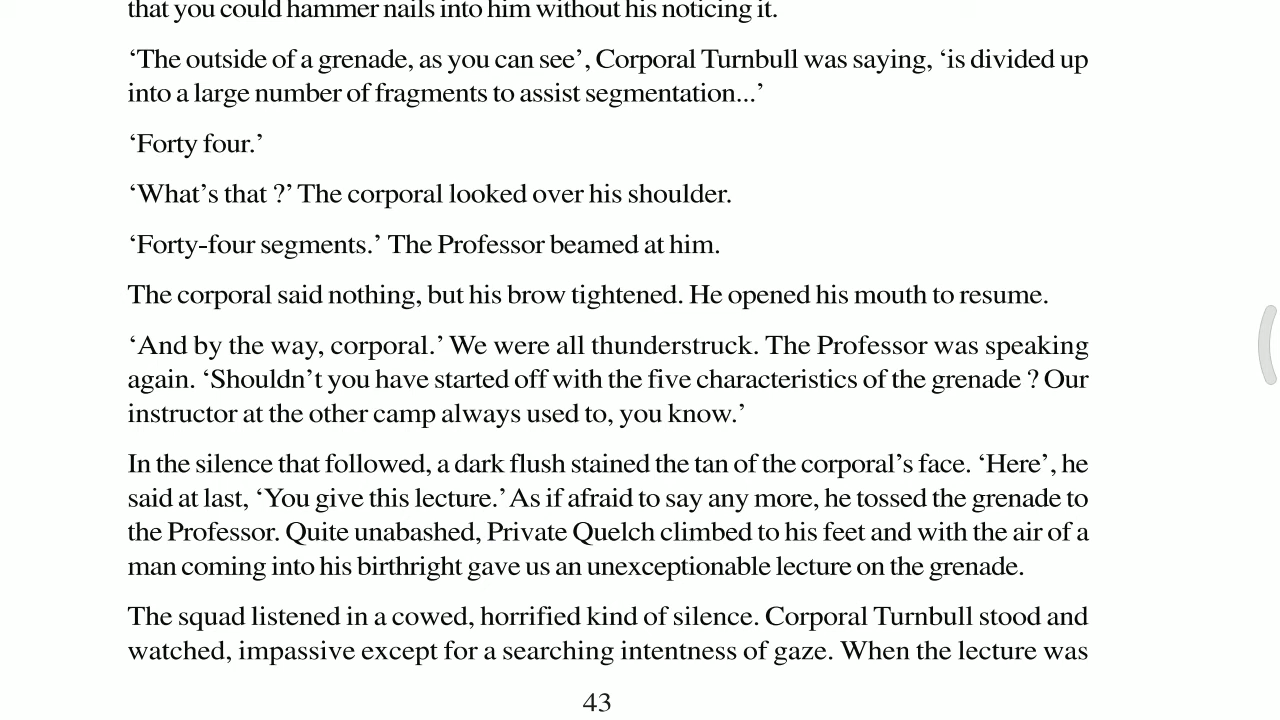 that you could hammer nails into him without his noticing it.
‘The outside of a grenade, as you can see’, Corporal Turnbull was saying, ‘is divided up
into a large number of fragments to assist segmentation...’
‘Forty four.’
‘What’s that ?’ The corporal looked over his shoulder.
‘Forty-four segments.’ The Professor beamed at him.
The corporal said nothing, but his brow tightened. He opened his mouth to resume.
‘And by the way, corporal.’ We were all thunderstruck. The Professor was speaking
again. ‘Shouldn’t you have started off with the five characteristics of the grenade ? Our
instructor at the other camp always used to, you know.’
In the silence that followed, a dark flush stained the tan of the corporal’s face. ‘Here’, he
said at last, ‘You give this lecture.’ As if afraid to say any more, he tossed the grenade to
the Professor. Quite unabashed, Private Quelch climbed to his feet and with the air of a
man coming into his birthright gave us an unexceptionable lecture on the grenade.
The squad listened in a cowed, horrified kind of silence. Corporal Turnbull stood and
watched, impassive except for a searching intentness of gaze. When the lecture was
43